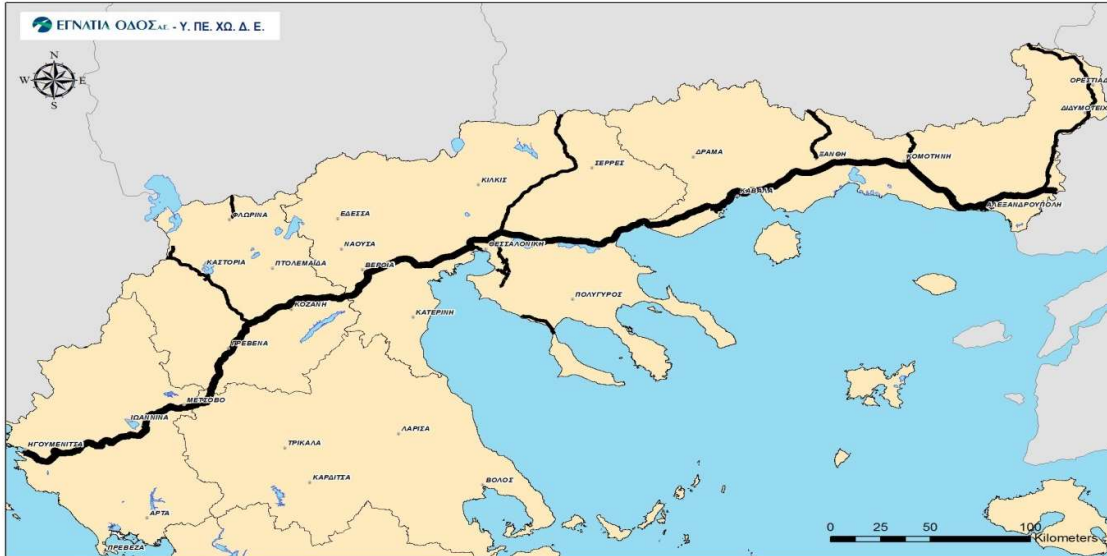 ΕΓΝΑΤΙΑ ΟΔΟΣ Α.Ε. - Υ. ΠΕ. ΧΩ. Δ. Ε.
N
W E
S
ΟΡΕΣΤΙΑΔ
ΔΙΔΥΜΟΤΕΙΧ
ΞΑΝΘΗ
ΚΟΜΟΤΗΝΗ
ΔΡΑΜΑ
ΣΕΡΡΕΣ
ΚΙΛΚΙΣ
ΚΑΒΑΛΑ
ΑΛΕΞΑΝΔΡΟΥΠΟΛΗ
ΦΛΩΡΙΝΑ
ΕΔΕΣΣΑ
ΝΑΟΥΣΑ
ΘΕΣΣΑΛΟΝΙΚΗ
ΚΑΣΤΟΡΙΑ
ΠΤΟΛΕΜΑΙΔΑ
ΒΕΡΟΙΑ
ΠΟΛΥΓΥΡΟΣ
ΚΟΖΑΝΗ
ΚΑΤΕΡΙΝΗ
ΓΡΕΒΕΝΑ
ΜΕΤΣΟΒΟ
ΙΩΑΝΝΙΝΑ
ΗΓΟΥΜΕΝΙΤΣΑ
ΤΡΙΚΑΛΑ
ΛΑΡΙΣΑ
ΚΑΡΔΙΤΣΑ
ΒΟΛΟΣ
ΑΡΤΑ
ΠΡΕΒΕΖΑ
0 25 50 100
Kilometers